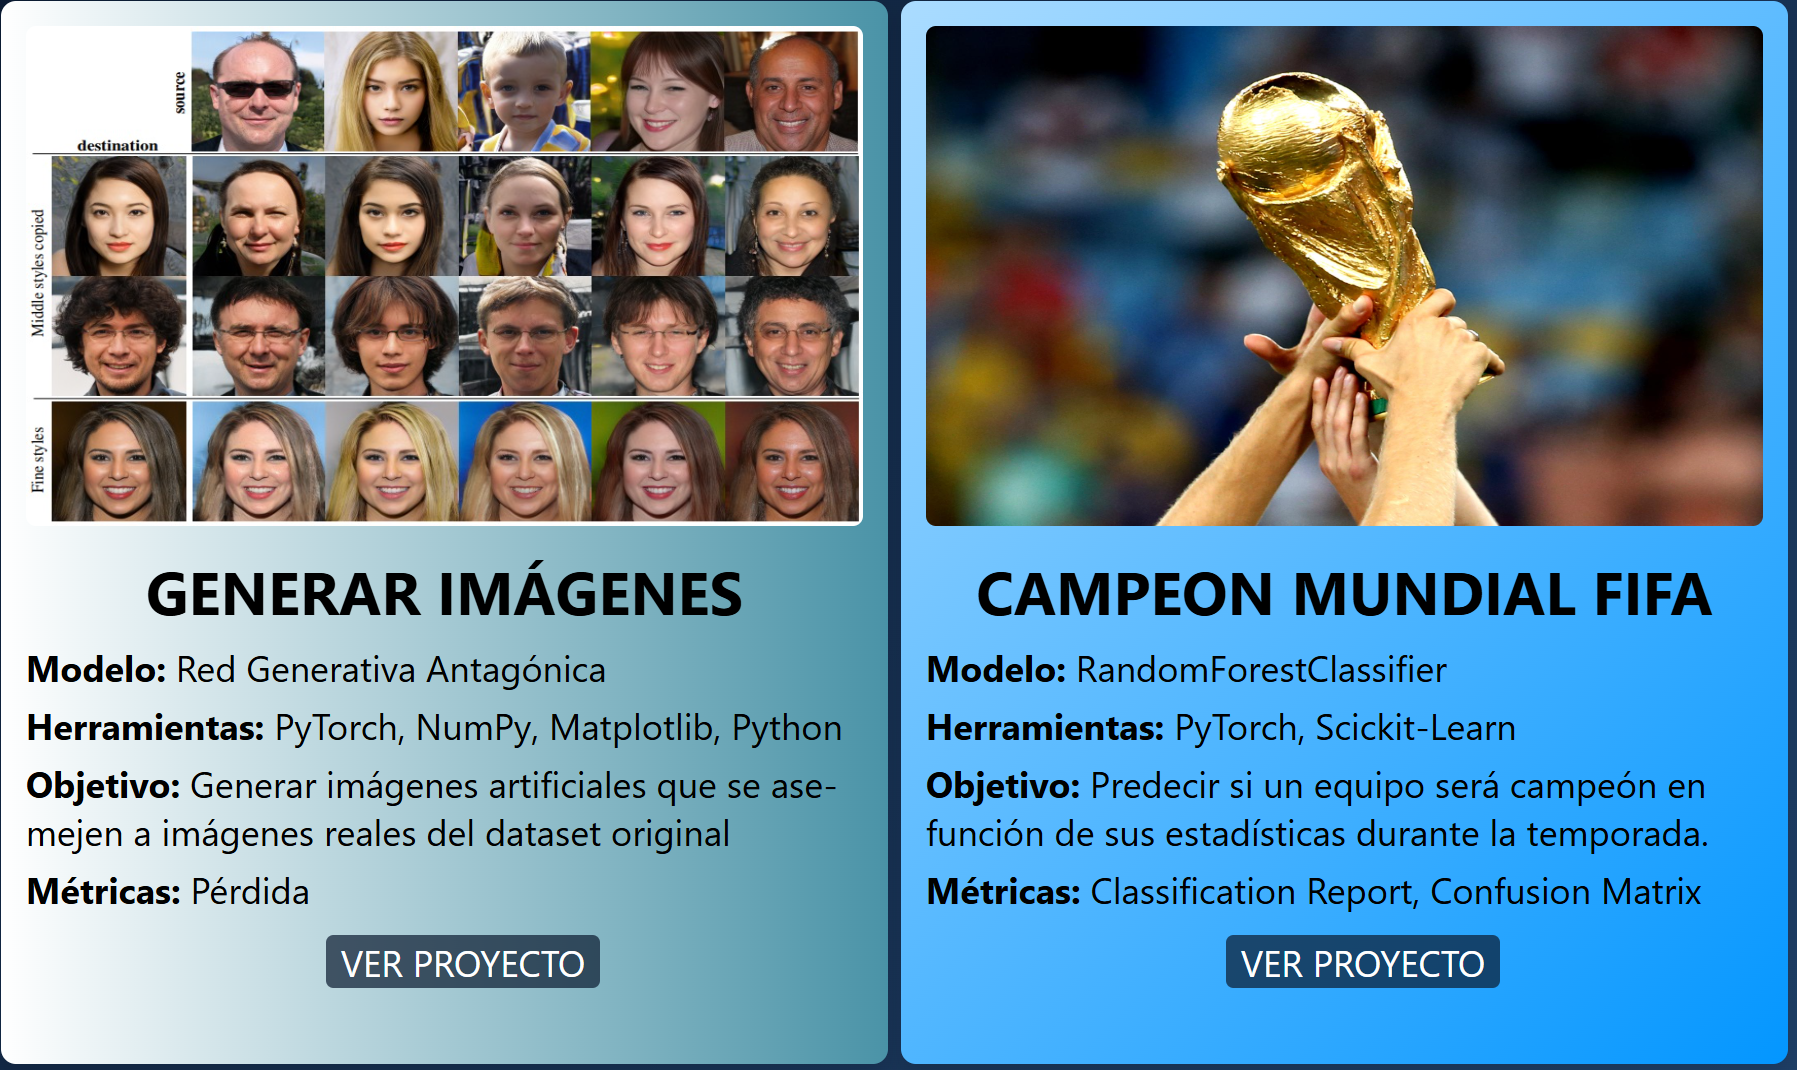 source
destination
Middle styles copied
Fine styles
GENERAR IMÁGENES
Modelo: Red Generativa Antagónica
Herramientas: PyTorch, NumPy, Matplotlib, Python
Objetivo: Generar imágenes artificiales que se ase-
mejen a imágenes reales del dataset original
Métricas: Pérdida
VER PROYECTO
CAMPEON MUNDIAL FIFA
Modelo: RandomForestClassifier
Herramientas: PyTorch, Scickit-Learn
Objetivo: Predecir si un equipo será campeón en
función de sus estadísticas durante la temporada.
Métricas: Classification Report, Confusion Matrix
VER PROYECTO